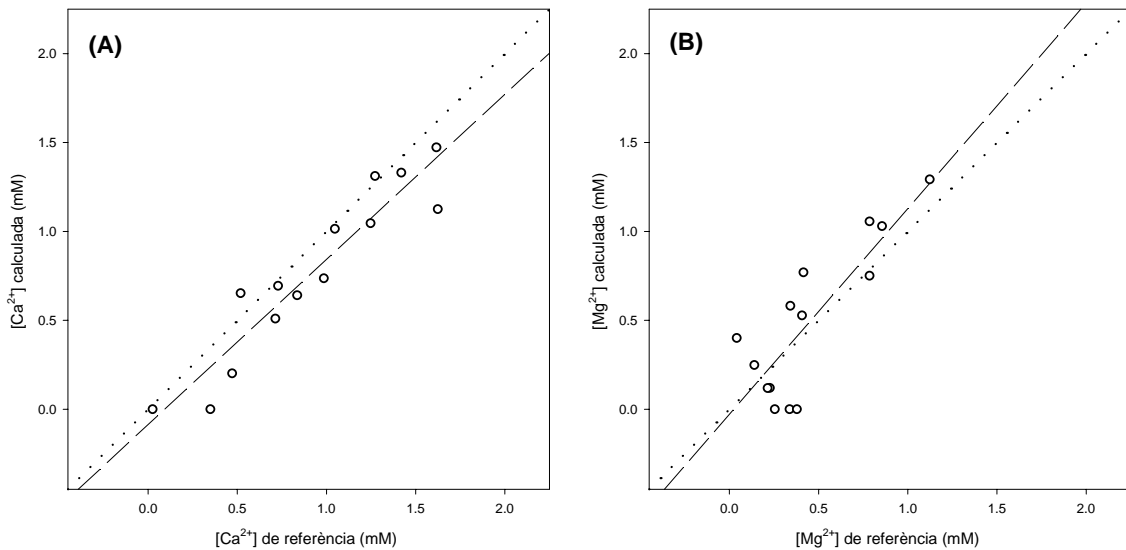 (A)
[Ca²⁺] calculada (mM)
2.0
1.5
1.0
0.5
0.0
0.0 0.5 1.0 1.5 2.0
[Ca²⁺] de referència (mM)
(B)
[Mg²⁺] calculada (mM)
2.0
1.5
1.0
0.5
0.0
0.0 0.5 1.0 1.5 2.0
[Mg²⁺] de referència (mM)